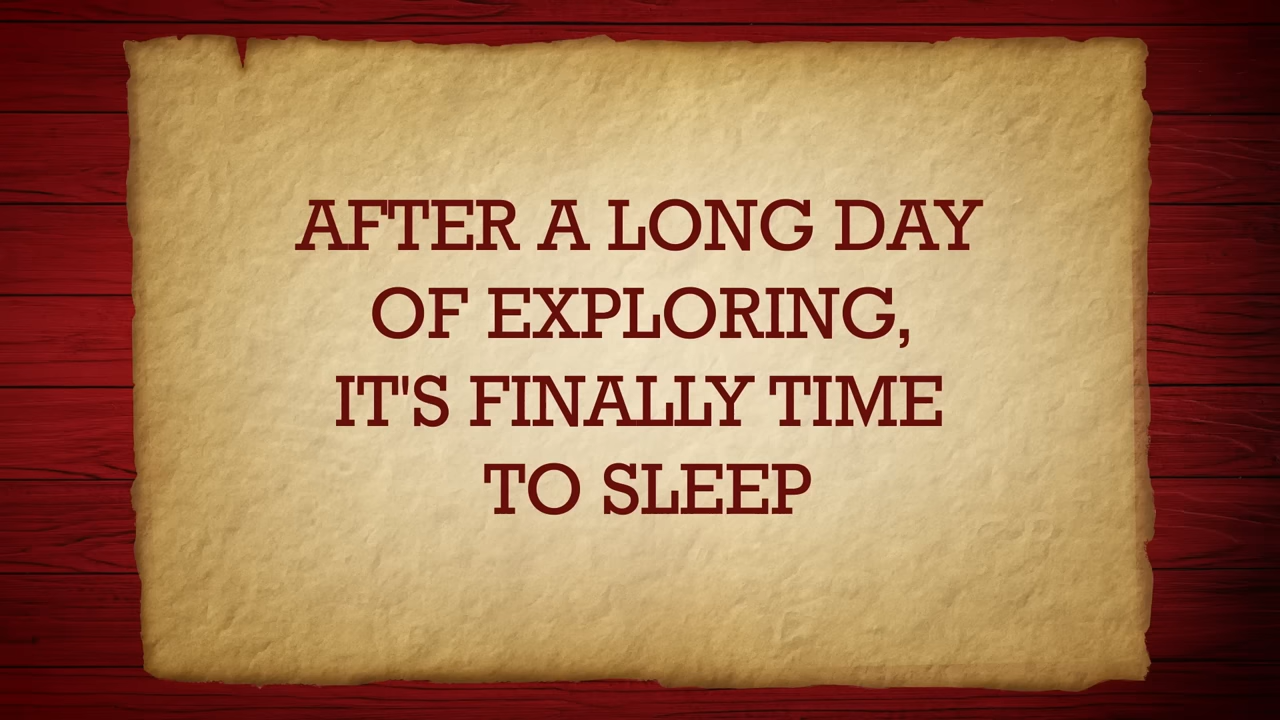 AFTER A LONG DAY
OF EXPLORING,
IT'S FINALLY TIME
TO SLEEP